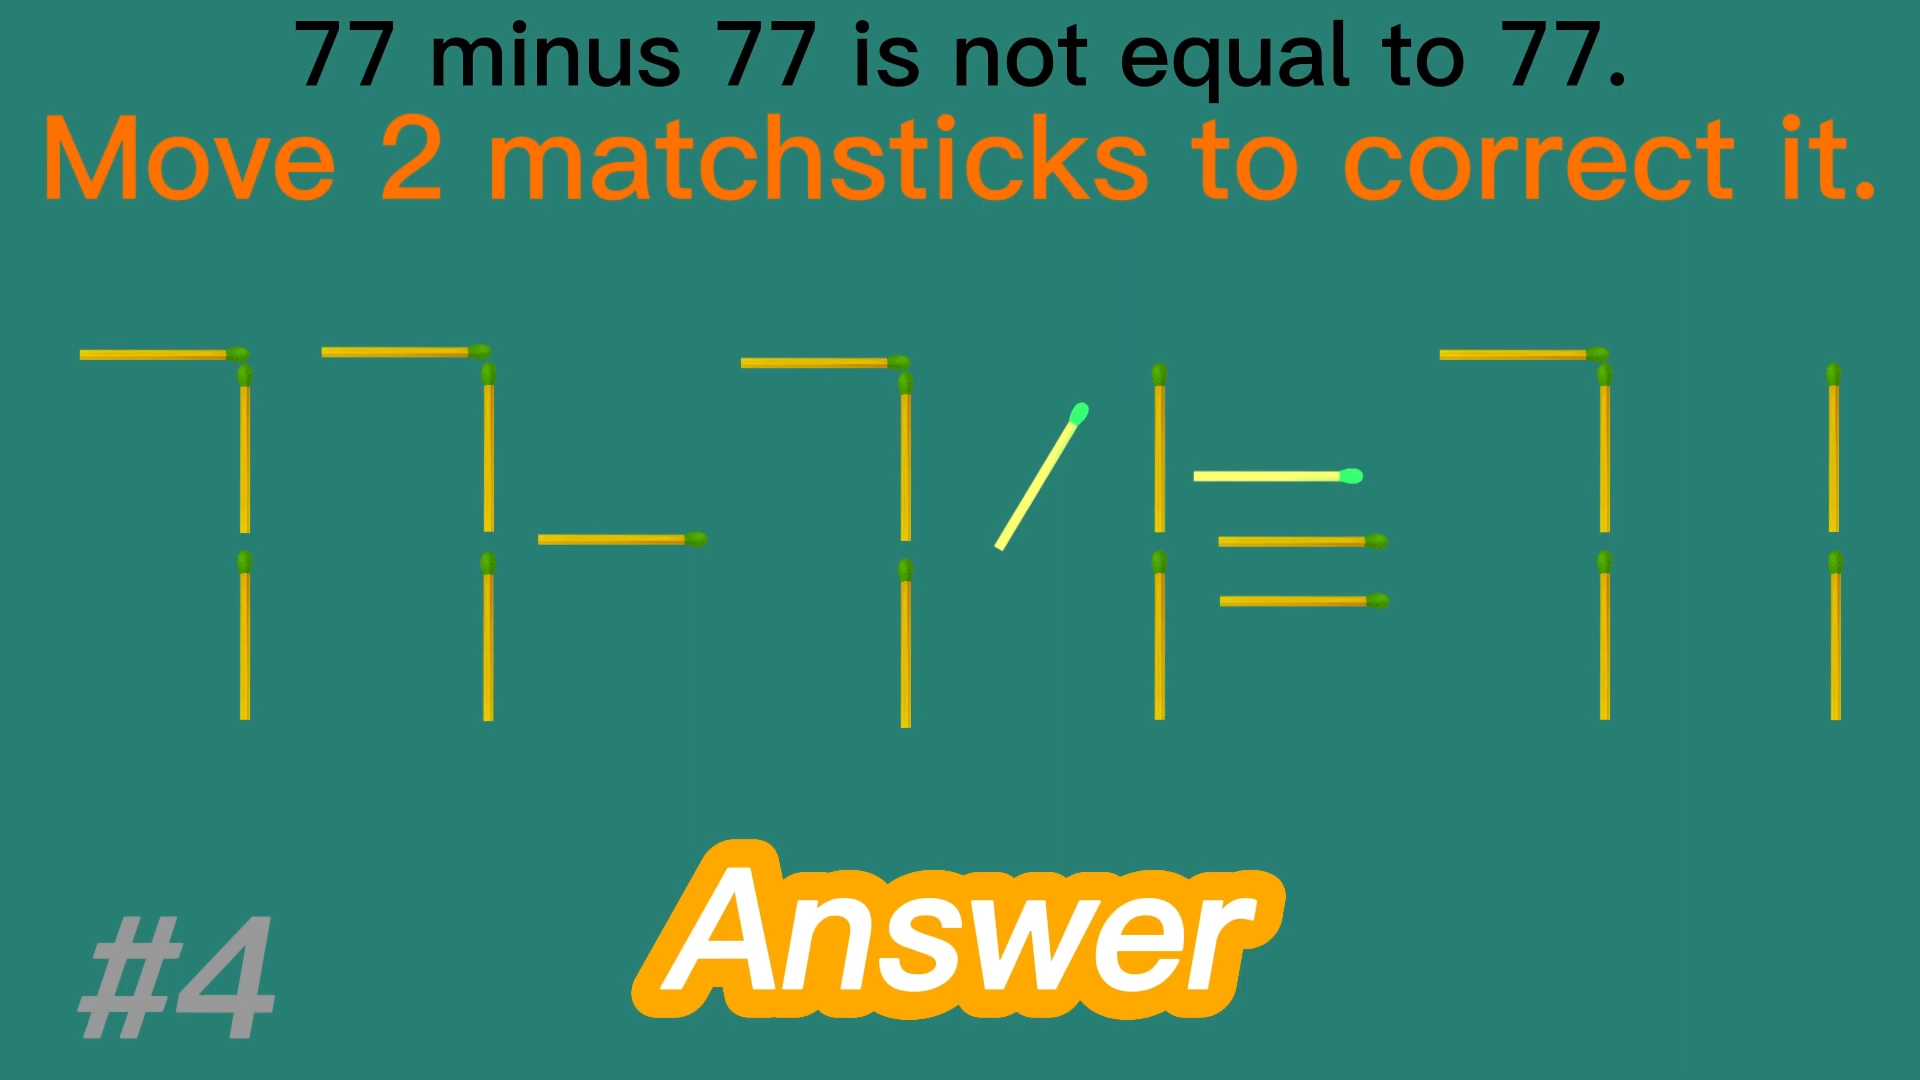 77 minus 77 is not equal to 77.
Move 2 matchsticks to correct it.
Answer
#4